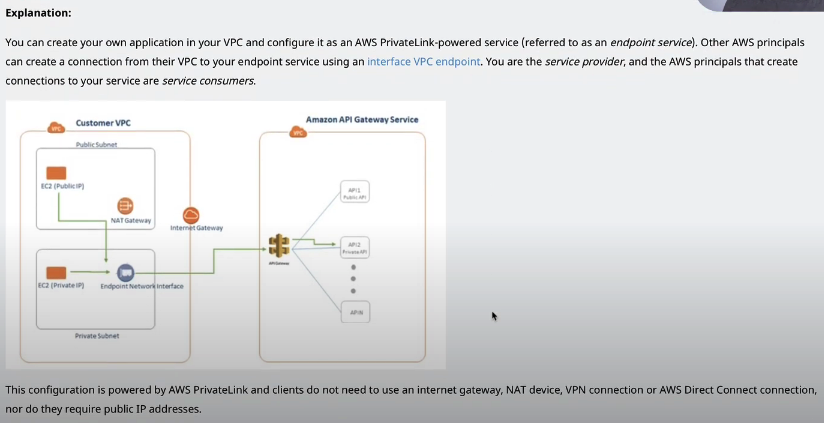 Explanation:
You can create your own application in your VPC and configure it as an AWS PrivateLink-powered service (referred to as an endpoint service). Other AWS principals
can create a connection from their VPC to your endpoint service using an interface VPC endpoint. You are the service provider, and the AWS principals that create
connections to your service are service consumers.
Customer VPC
Amazon API Gateway Service
VPC
VPC
Public Subnet
EC2 (Public IP)
NAT Gateway
Internet Gateway
API 1
Public API
API Gateway
API 2
Private API
EC2 (Private IP)
Endpoint Network Interface
API N
Private Subnet
This configuration is powered by AWS PrivateLink and clients do not need to use an internet gateway, NAT device, VPN connection or AWS Direct Connect connection,
nor do they require public IP addresses.